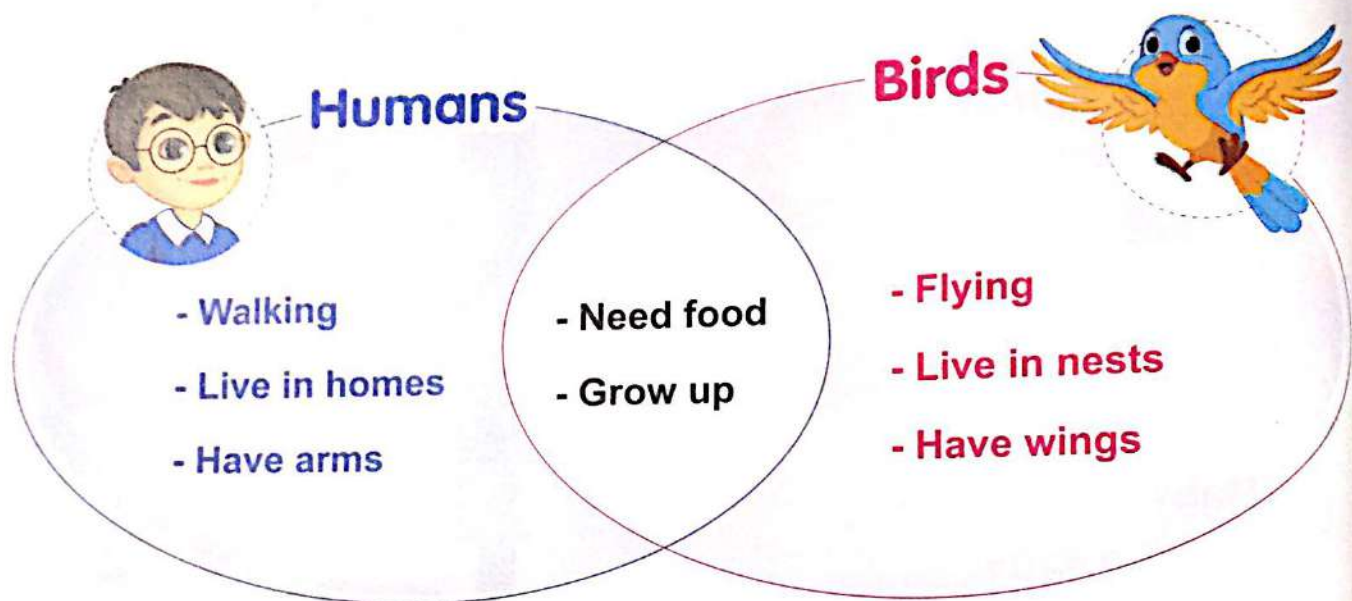 Humans
- Walking
- Live in homes
- Have arms
- Need food
- Grow up
Birds
- Flying
- Live in nests
- Have wings